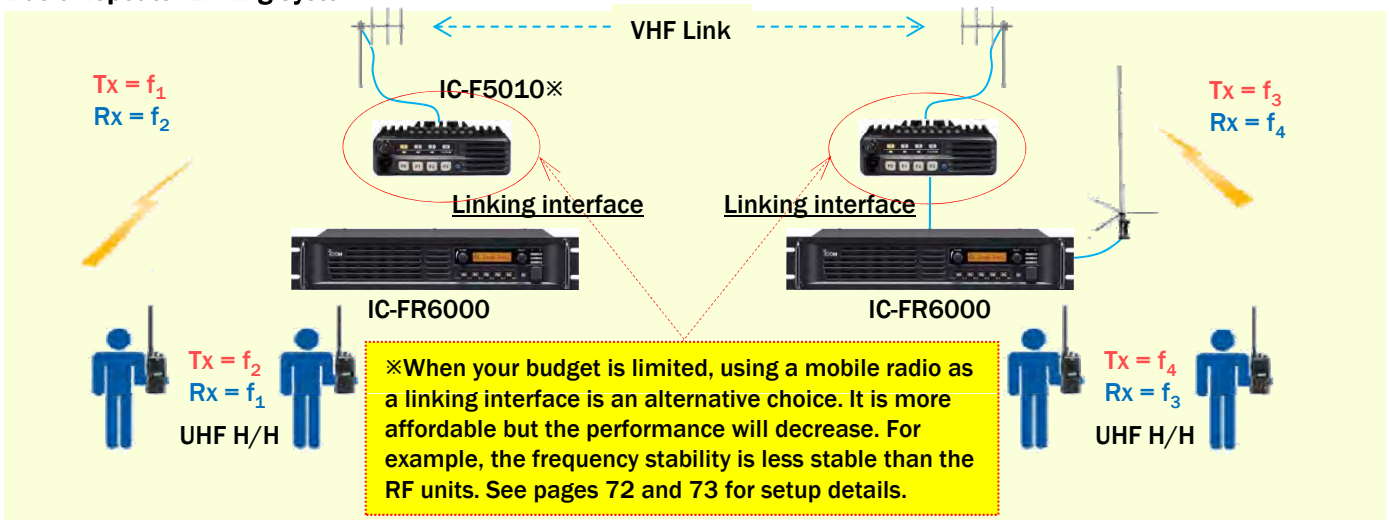 VHF Link
IC-F5010※
Tx = f₁
Rx = f₂
Tx = f₃
Rx = f₄
Linking interface
Linking interface
ICOM
ICOM
IC-FR6000
IC-FR6000
Tx = f₂
Rx = f₁
UHF H/H
※When your budget is limited, using a mobile radio as
a linking interface is an alternative choice. It is more
affordable but the performance will decrease. For
example, the frequency stability is less stable than the
RF units. See pages 72 and 73 for setup details.
Tx = f₄
Rx = f₃
UHF H/H